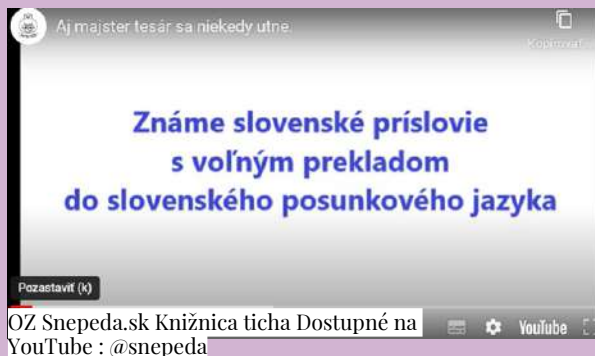 Aj majster tesár sa niekedy utne.
Kopírovať
Známe slovenské príslovie
s voľným prekladom
do slovenského posunkového jazyka
Pozastaviť (k)
YouTube
OZ Snepeda.sk Knižnica ticha Dostupné na
YouTube : @snepeda